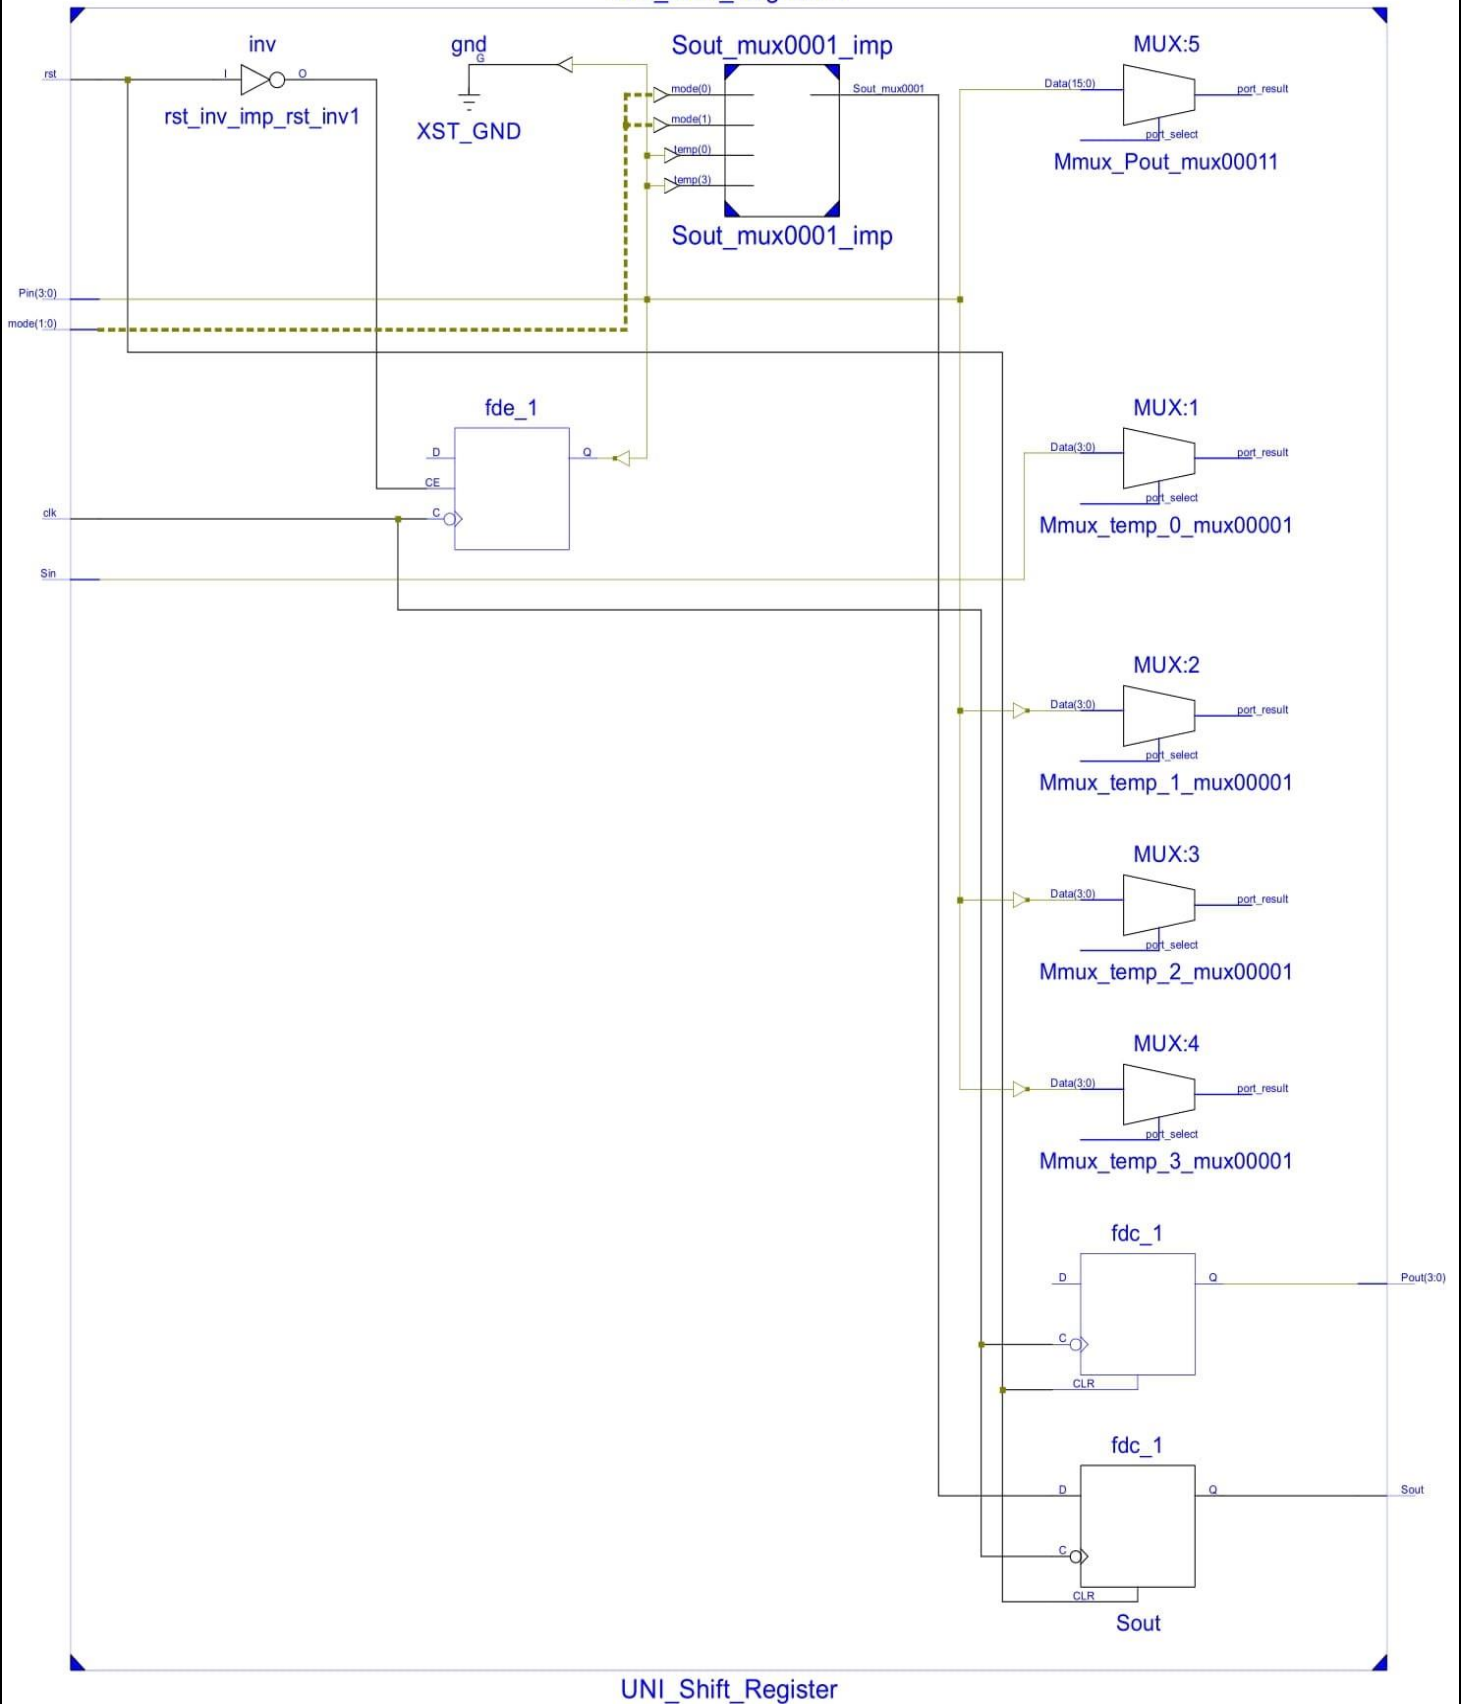 inv
gnd
Sout_mux0001_imp
MUX:5
rst
I
O
G
mode(0)
Sout_mux0001
Data(15:0)
port_result
rst_inv_imp_rst_inv1
XST_GND
mode(1)
port_select
temp(0)
Mmux_Pout_mux00011
temp(3)
Sout_mux0001_imp
Pin(3:0)
mode(1:0)
fde_1
MUX:1
D
Q
Data(3:0)
port_result
CE
port_select
clk
C
Mmux_temp_0_mux00001
Sin
MUX:2
Data(3:0)
port_result
port_select
Mmux_temp_1_mux00001
MUX:3
Data(3:0)
port_result
port_select
Mmux_temp_2_mux00001
MUX:4
Data(3:0)
port_result
port_select
Mmux_temp_3_mux00001
fdc_1
D
Q
Pout(3:0)
C
CLR
fdc_1
D
Q
Sout
C
CLR
Sout
UNI_Shift_Register